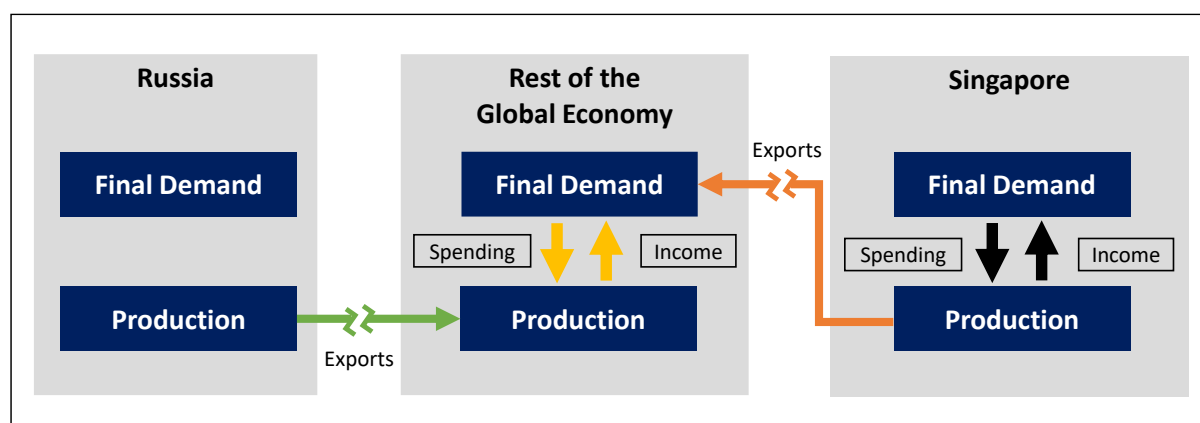 Russia
Rest of the
Global Economy
Singapore
Exports
Final Demand
Final Demand
Final Demand
Spending
Income
Spending
Income
Production
Production
Production
Exports